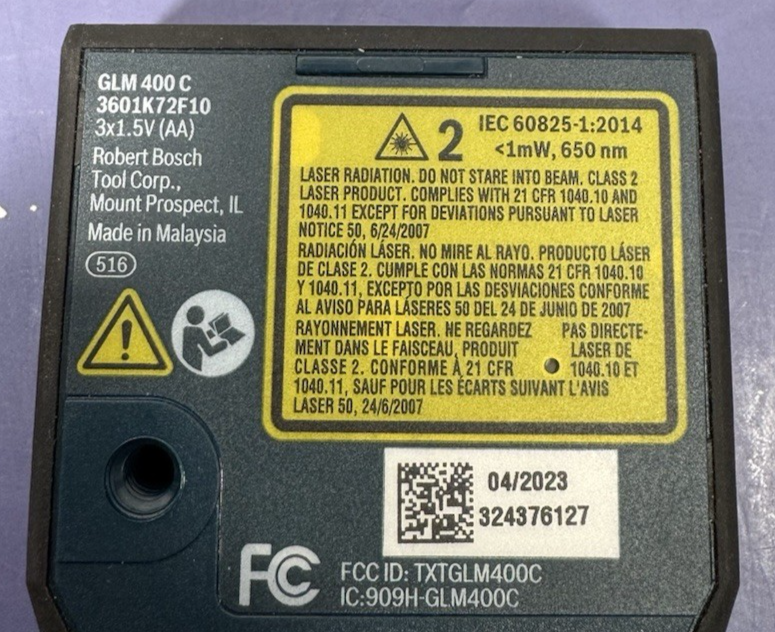 GLM 400 C
3601K72F10
3x1.5V (AA)
Robert Bosch
Tool Corp.,
Mount Prospect, IL
Made in Malaysia
516
2
IEC 60825-1:2014
<1mW, 650 nm
LASER RADIATION. DO NOT STARE INTO BEAM. CLASS 2
LASER PRODUCT. COMPLIES WITH 21 CFR 1040.10 AND
1040.11 EXCEPT FOR DEVIATIONS PURSUANT TO LASER
NOTICE 50, 6/24/2007
RADIACIÓN LÁSER. NO MIRE AL RAYO. PRODUCTO LÁSER
DE CLASE 2. CUMPLE CON LAS NORMAS 21 CFR 1040.10
Y 1040.11, EXCEPTO POR LAS DESVIACIONES CONFORME
AL AVISO PARA LÁSERES 50 DEL 24 DE JUNIO DE 2007
RAYONNEMENT LASER. NE REGARDEZ PAS DIRECTE-
MENT DANS LE FAISCEAU, PRODUIT LASER DE
CLASSE 2. CONFORME À 21 CFR 1040.10 ET
1040.11, SAUF POUR LES ÉCARTS SUIVANT L'AVIS
LASER 50, 24/6/2007
04/2023
324376127
FC
FCC ID: TXTGLM400C
IC:909H-GLM400C